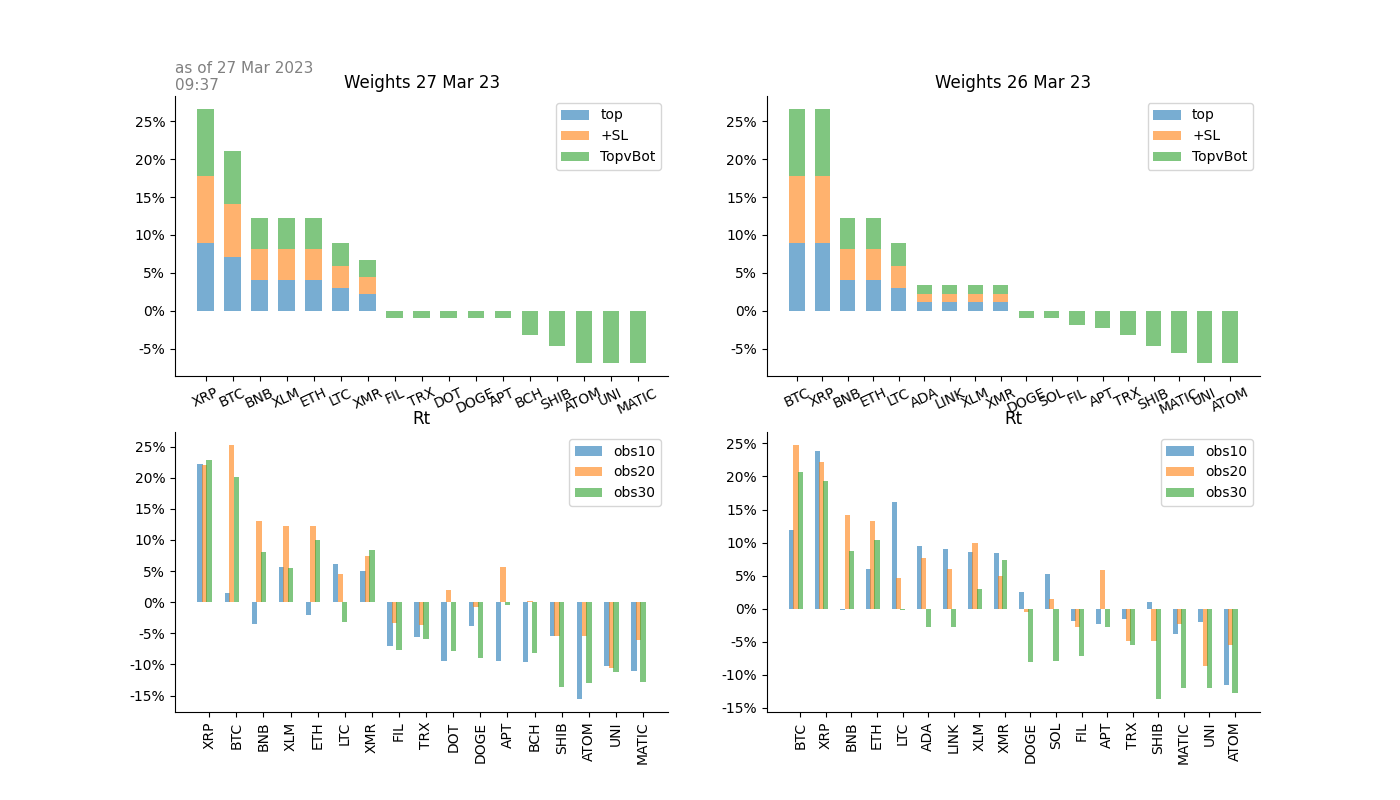 as of 27 Mar 2023
09:37
Weights 27 Mar 23
25%
20%
15%
10%
5%
0%
-5%
top
+SL
TopvBot
XRP BTC BNB XLM ETH LTC XMR FIL TRX DOT DOGE APT BCH SHIB ATOM UNI MATIC
Weights 26 Mar 23
25%
20%
15%
10%
5%
0%
-5%
top
+SL
TopvBot
BTC XRP BNB ETH LTC ADA LINK XLM XMR DOGE SOL FIL APT TRX SHIB MATIC UNI ATOM
Rt
25%
20%
15%
10%
5%
0%
-5%
-10%
-15%
obs10
obs20
obs30
XRP BTC BNB XLM ETH LTC XMR FIL TRX DOT DOGE APT BCH SHIB ATOM UNI MATIC
Rt
25%
20%
15%
10%
5%
0%
-5%
-10%
-15%
obs10
obs20
obs30
BTC XRP BNB ETH LTC ADA LINK XLM XMR DOGE SOL FIL APT TRX SHIB MATIC UNI ATOM